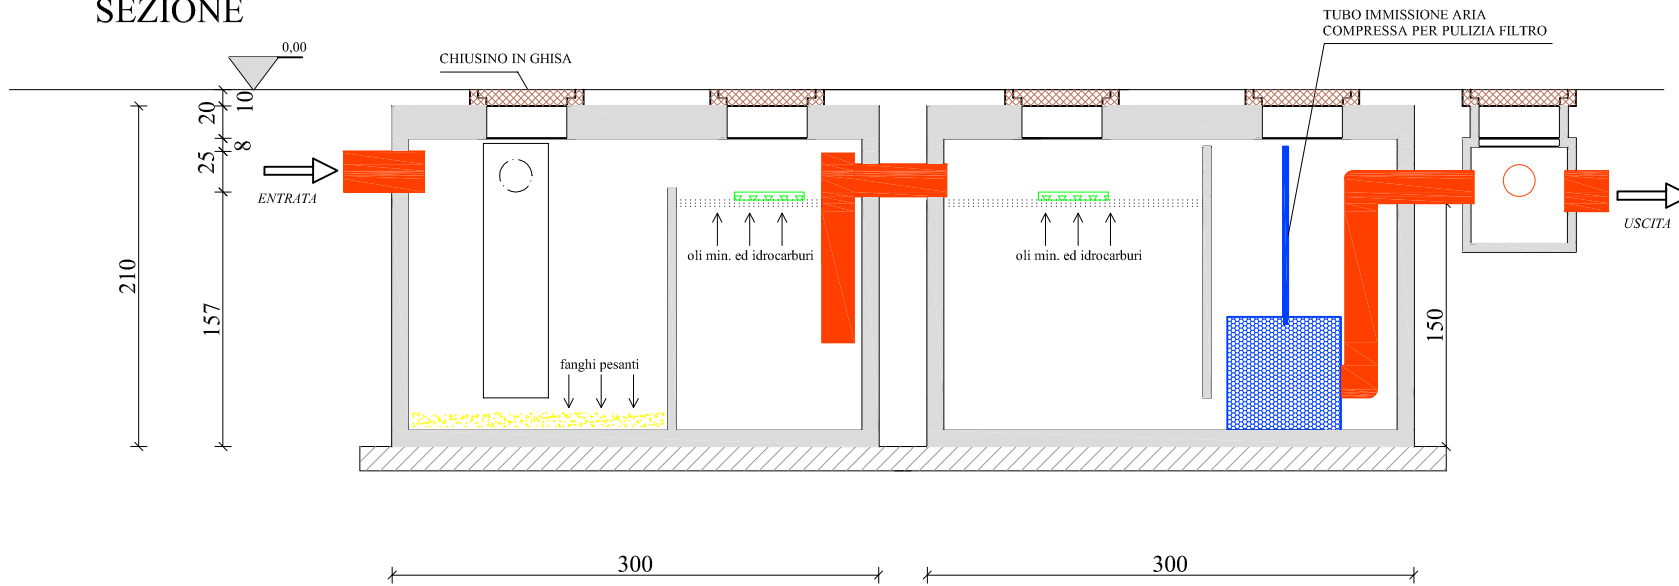 SEZIONE
TUBO IMMISSIONE ARIA
COMPRESSA PER PULIZIA FILTRO
0,00
CHIUSINO IN GHISA
10
20
8
25
ENTRATA
USCITA
oli min. ed idrocarburi
oli min. ed idrocarburi
210
157
150
fanghi pesanti
300
300